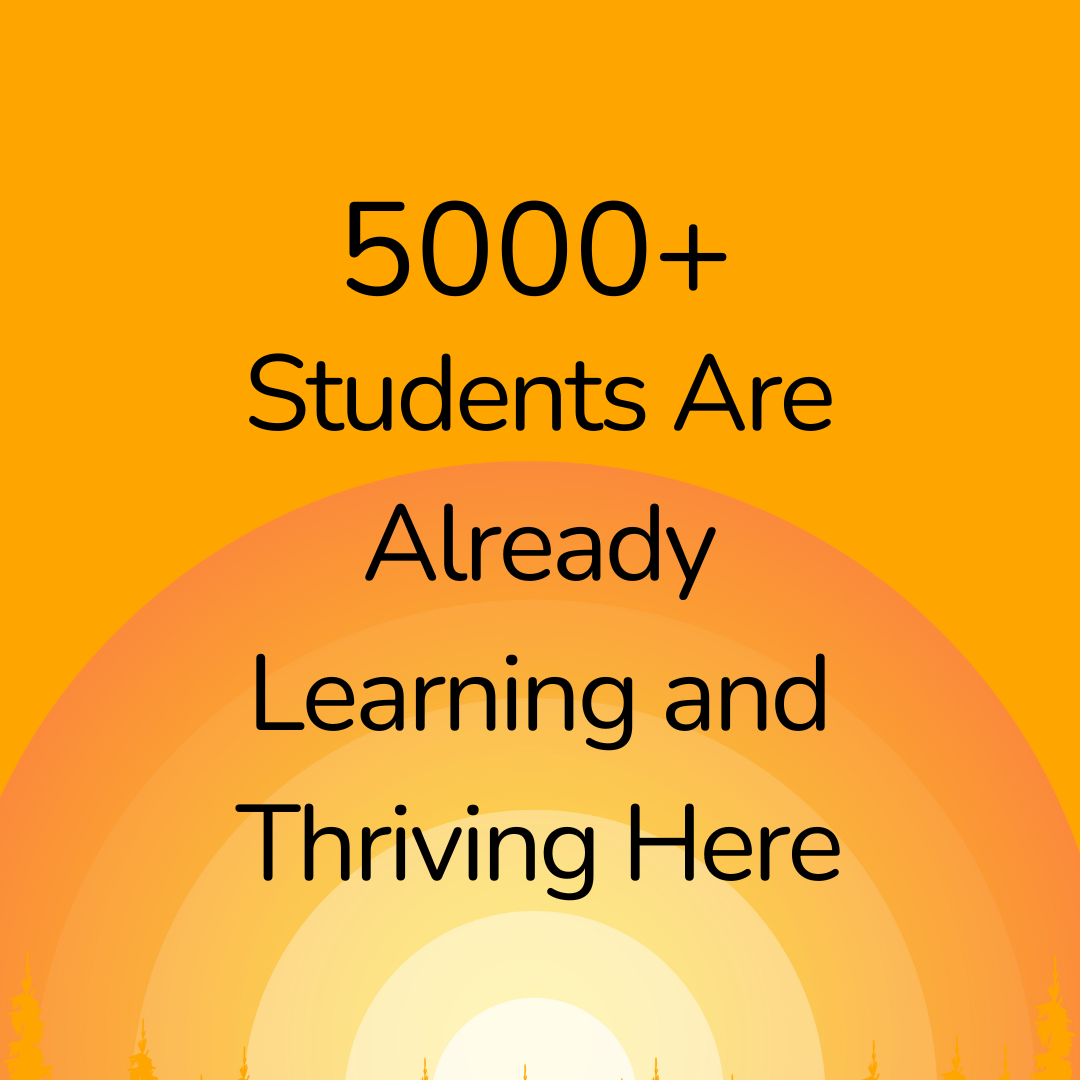 5000+
Students Are
Already
Learning and
Thriving Here